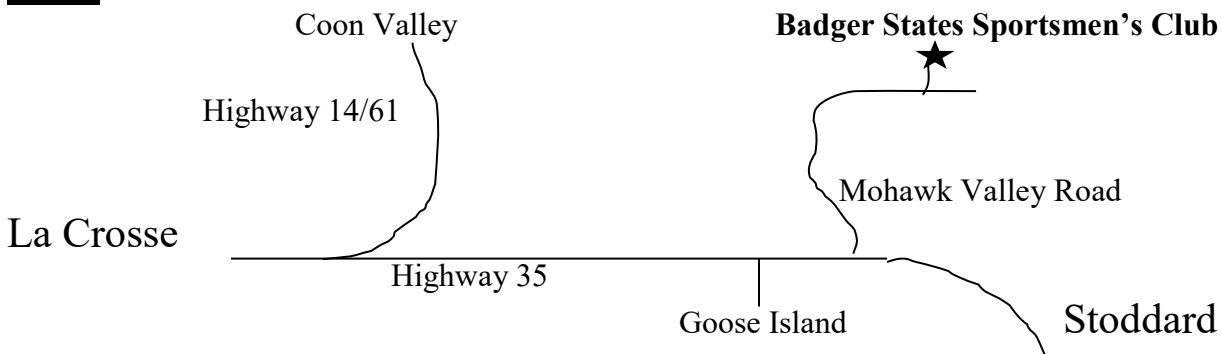 Coon Valley
Badger States Sportsmen’s Club
Highway 14/61
Mohawk Valley Road
La Crosse
Highway 35
Goose Island
Stoddard